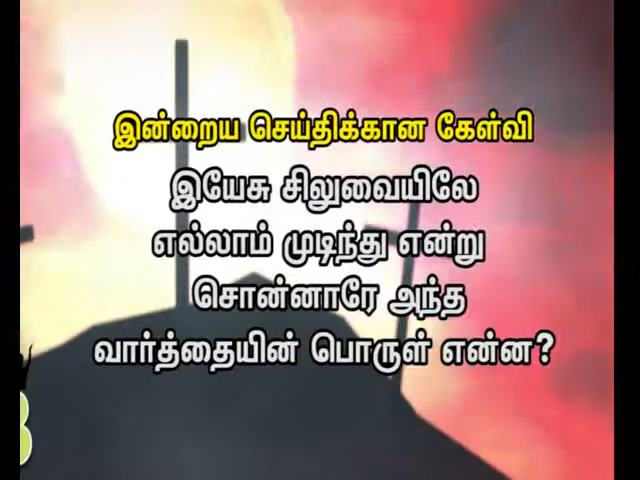 இன்றைய செய்திக்கான கேள்வி
இயேசு சிலுவையிலே
எல்லாம் முடிந்து என்று
சொன்னாரே அந்த
வார்த்தையின் பொருள் என்ன?